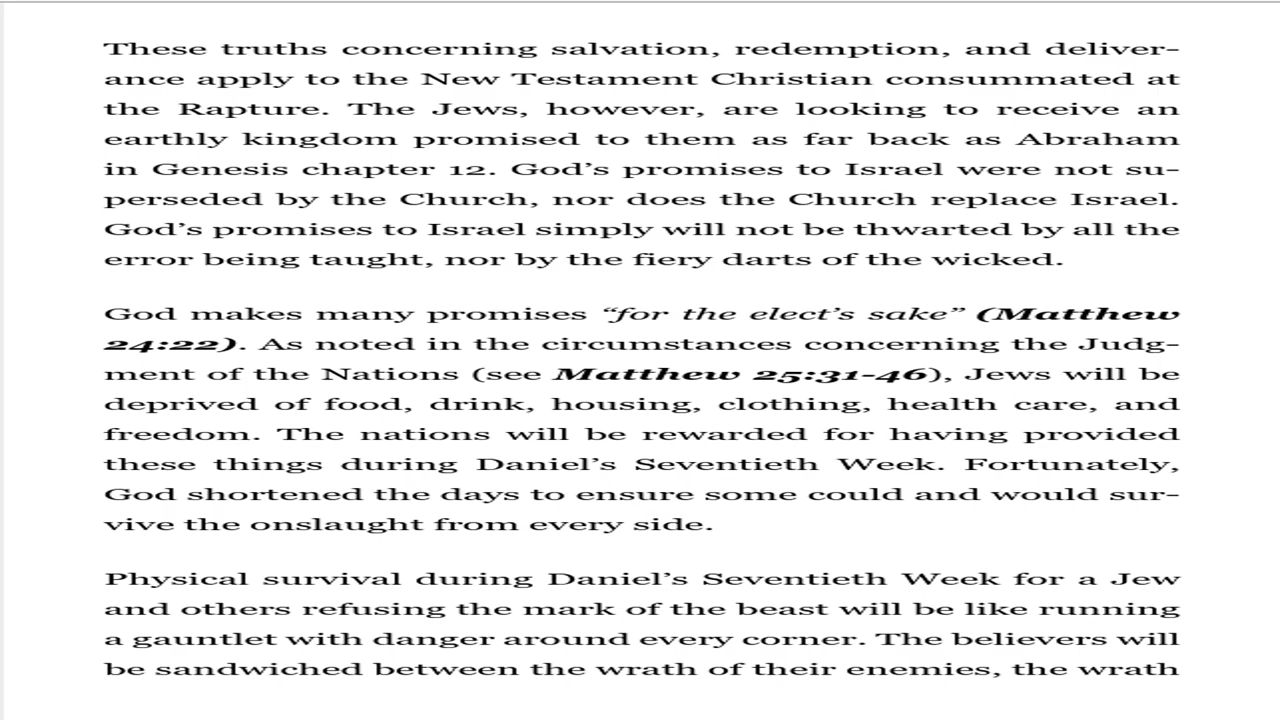 These truths concerning salvation, redemption, and deliver-
ance apply to the New Testament Christian consummated at
the Rapture. The Jews, however, are looking to receive an
earthly kingdom promised to them as far back as Abraham
in Genesis chapter 12. God’s promises to Israel were not su-
perseded by the Church, nor does the Church replace Israel.
God’s promises to Israel simply will not be thwarted by all the
error being taught, nor by the fiery darts of the wicked.
God makes many promises “for the elect’s sake” (Matthew
24:22). As noted in the circumstances concerning the Judg-
ment of the Nations (see Matthew 25:31-46), Jews will be
deprived of food, drink, housing, clothing, health care, and
freedom. The nations will be rewarded for having provided
these things during Daniel’s Seventieth Week. Fortunately,
God shortened the days to ensure some could and would sur-
vive the onslaught from every side.
Physical survival during Daniel’s Seventieth Week for a Jew
and others refusing the mark of the beast will be like running
a gauntlet with danger around every corner. The believers will
be sandwiched between the wrath of their enemies, the wrath